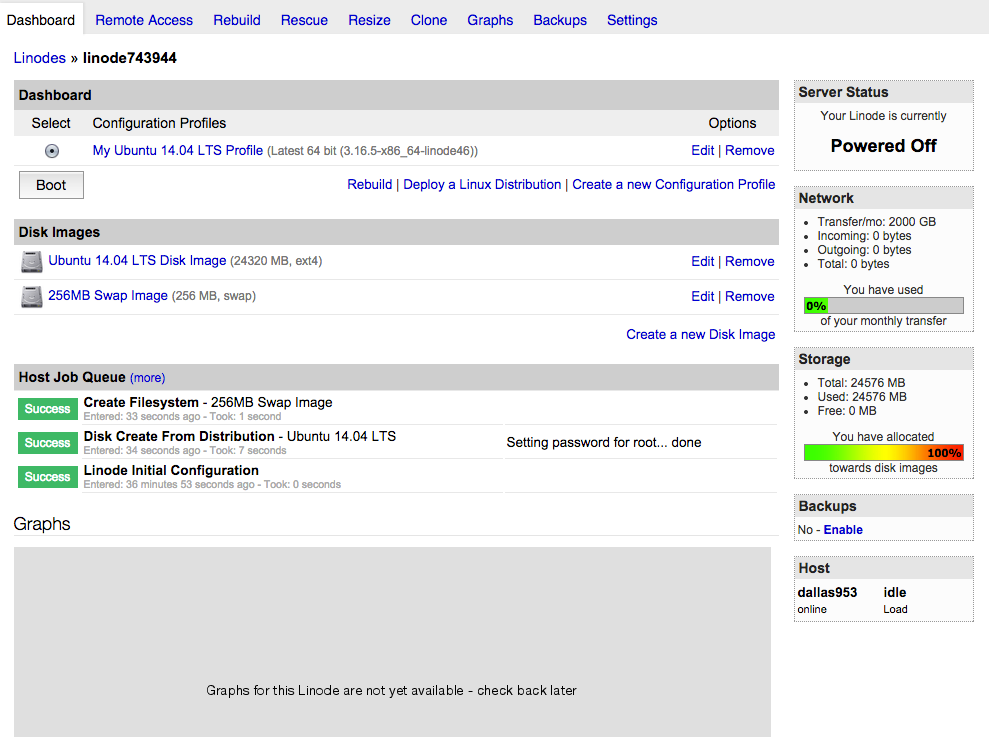 Dashboard Remote Access Rebuild Rescue Resize Clone Graphs Backups Settings
Linodes » linode743944
Dashboard
Select Configuration Profiles Options
My Ubuntu 14.04 LTS Profile (Latest 64 bit (3.16.5-x86_64-linode46)) Edit | Remove
Boot Rebuild | Deploy a Linux Distribution | Create a new Configuration Profile
Disk Images
Ubuntu 14.04 LTS Disk Image (24320 MB, ext4) Edit | Remove
256MB Swap Image (256 MB, swap) Edit | Remove
Create a new Disk Image
Host Job Queue (more)
Success Create Filesystem - 256MB Swap Image
Entered: 33 seconds ago - Took: 1 second
Success Disk Create From Distribution - Ubuntu 14.04 LTS Setting password for root... done
Entered: 34 seconds ago - Took: 7 seconds
Success Linode Initial Configuration
Entered: 36 minutes 53 seconds ago - Took: 0 seconds
Graphs
Graphs for this Linode are not yet available - check back later
Server Status
Your Linode is currently
Powered Off
Network
• Transfer/mo: 2000 GB
• Incoming: 0 bytes
• Outgoing: 0 bytes
• Total: 0 bytes
You have used
0%
of your monthly transfer
Storage
• Total: 24576 MB
• Used: 24576 MB
• Free: 0 MB
You have allocated
100%
towards disk images
Backups
No - Enable
Host
dallas953 idle
online Load